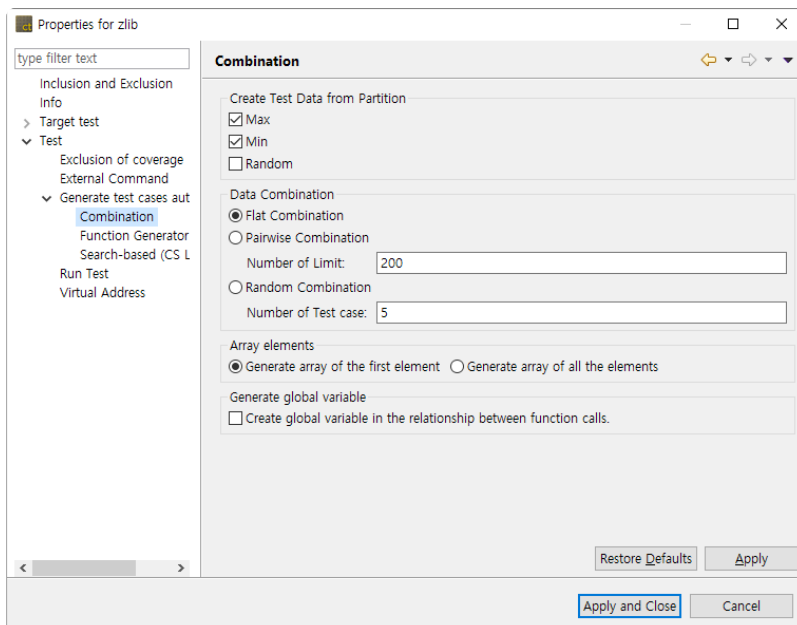 ct Properties for zlib
type filter text
Inclusion and Exclusion
Info
Target test
Test
Exclusion of coverage
External Command
Generate test cases aut
Combination
Function Generator
Search-based (CS L
Run Test
Virtual Address
Combination
Create Test Data from Partition
Max
Min
Random
Data Combination
Flat Combination
Pairwise Combination
Number of Limit: 200
Random Combination
Number of Test case: 5
Array elements
Generate array of the first element Generate array of all the elements
Generate global variable
Create global variable in the relationship between function calls.
Restore Defaults Apply
Apply and Close Cancel